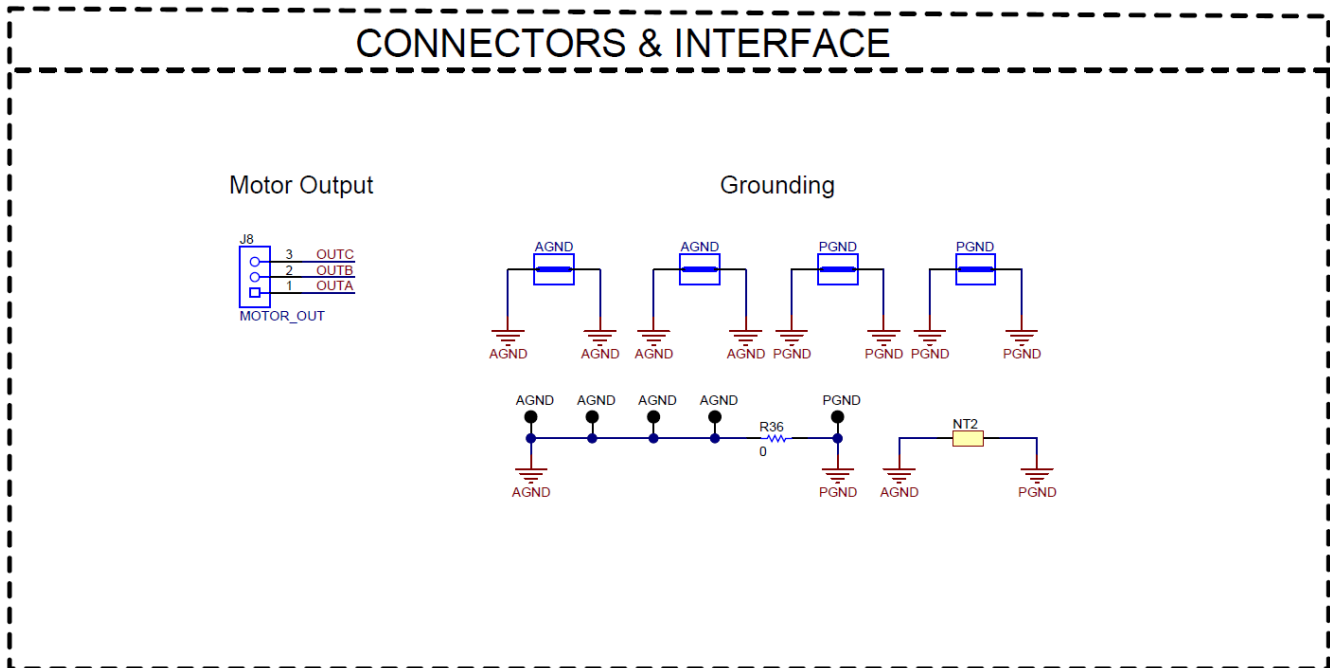 CONNECTORS & INTERFACE
Motor Output
Grounding
J8
3 OUTC
2 OUTB
1 OUTA
MOTOR_OUT
AGND AGND PGND PGND
AGND AGND AGND AGND PGND PGND PGND PGND
AGND AGND AGND AGND PGND
R36
0
NT2
AGND PGND AGND PGND